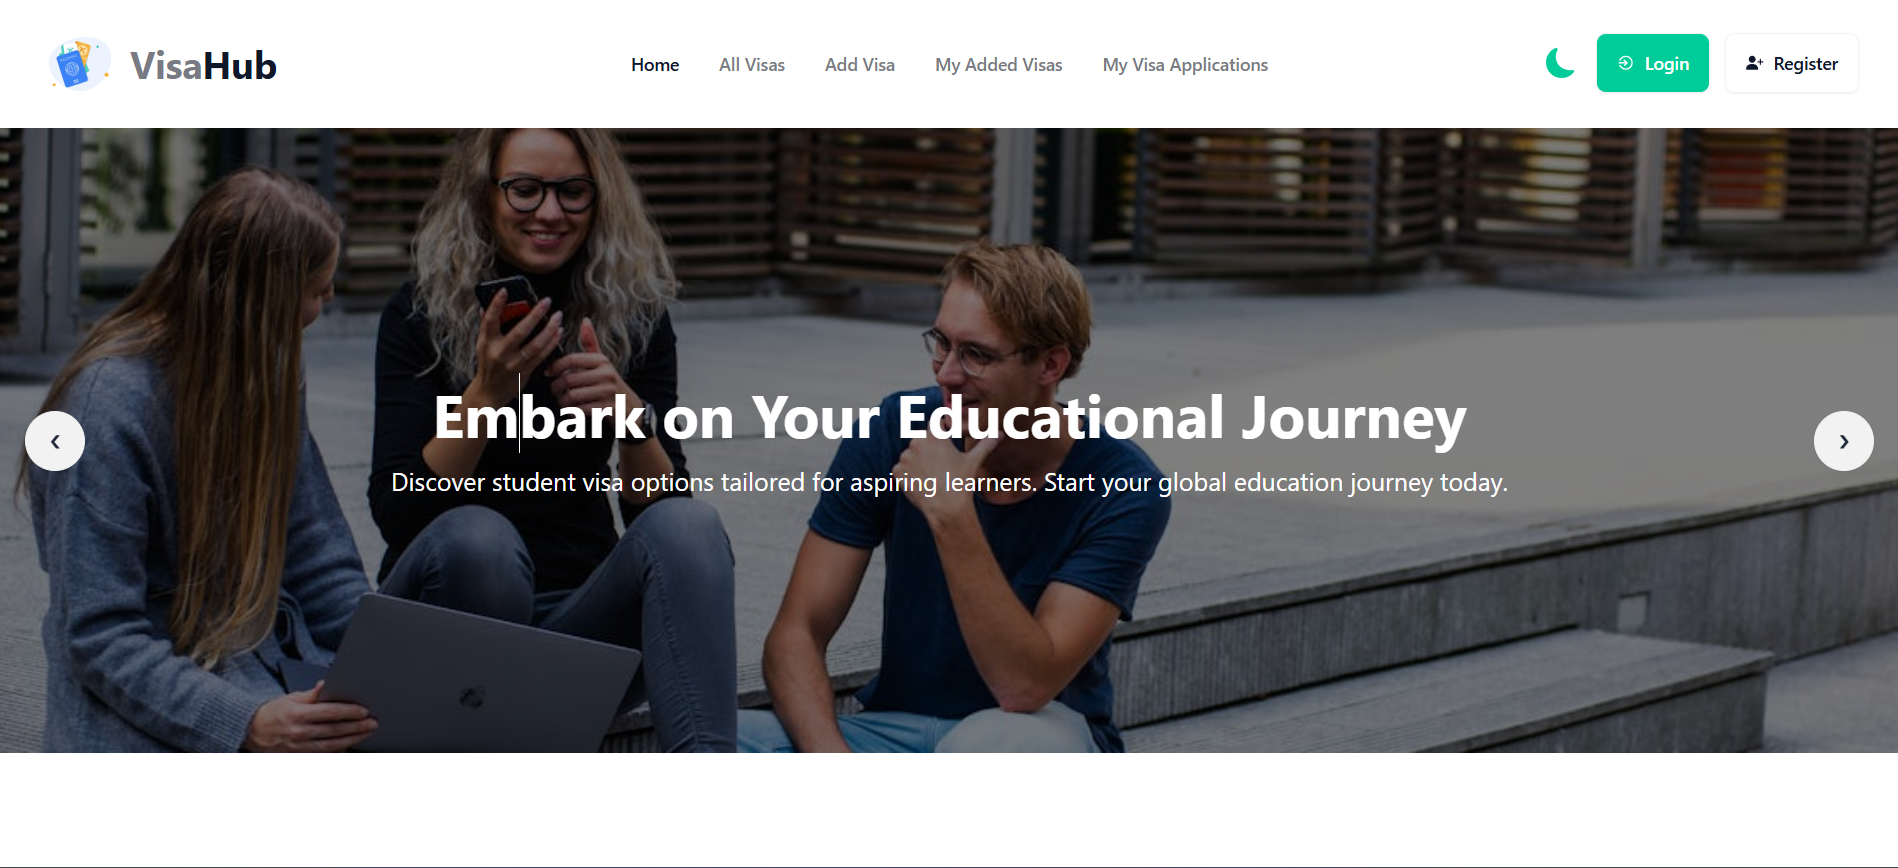 VisaHub
Home
All Visas
Add Visa
My Added Visas
My Visa Applications
Login
Register
Embark on Your Educational Journey
Discover student visa options tailored for aspiring learners. Start your global education journey today.